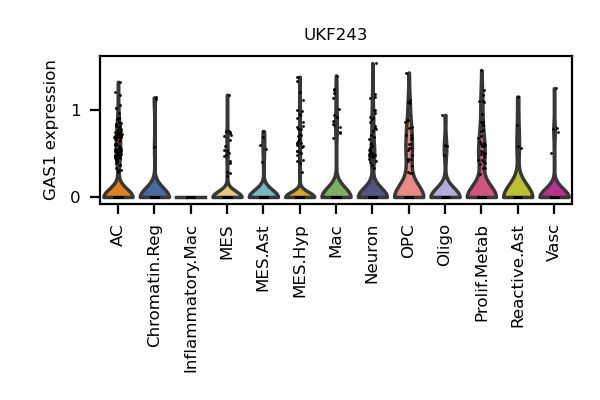 UKF243
GAS1 expression
1
0
AC
Chromatin.Reg
Inflammatory.Mac
MES
MES.Ast
MES.Hyp
Mac
Neuron
OPC
Oligo
Prolif.Metab
Reactive.Ast
Vasc